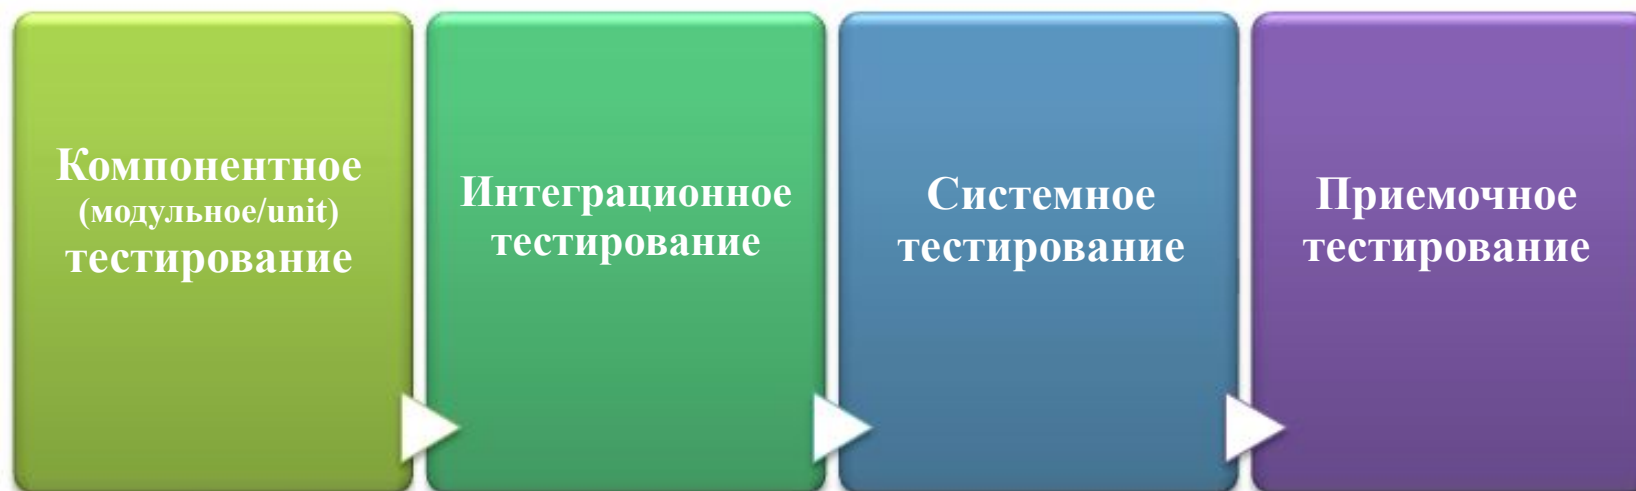 Компонентное
(модульное/unit)
тестирование
Интеграционное
тестирование
Системное
тестирование
Приемочное
тестирование